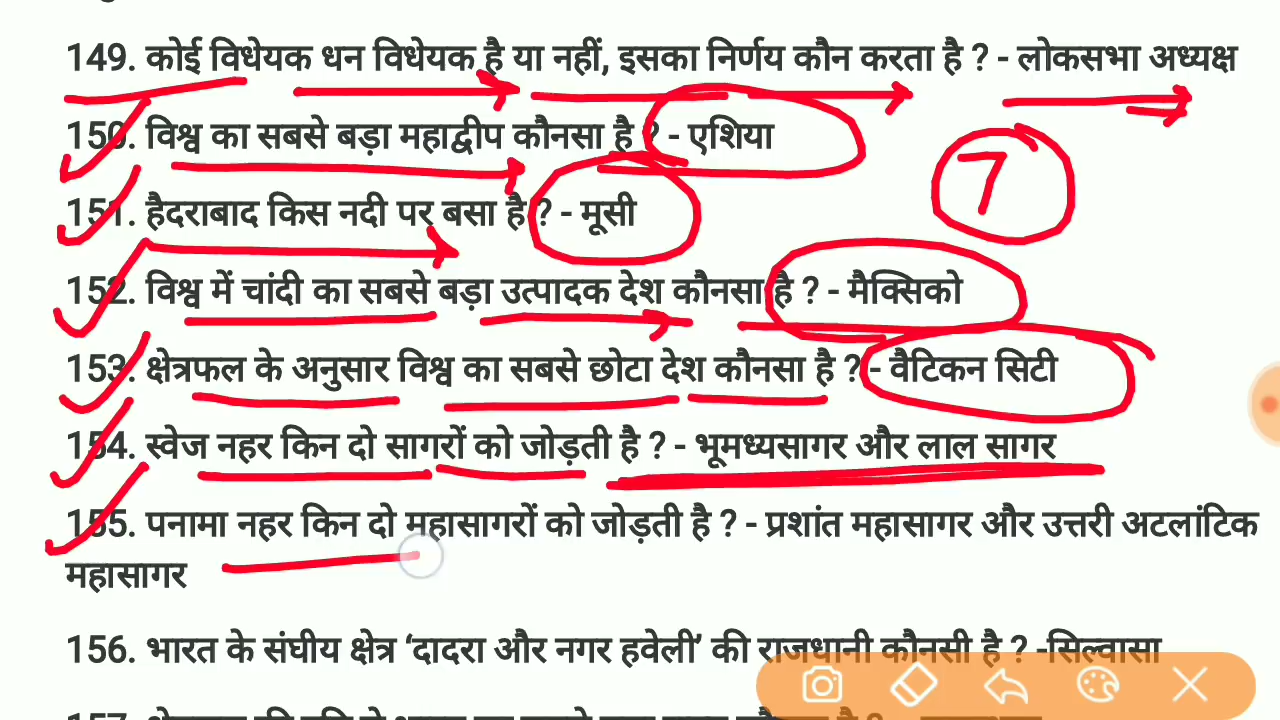 149. कोई विधेयक धन विधेयक है या नहीं, इसका निर्णय कौन करता है ? - लोकसभा अध्यक्ष
150. विश्व का सबसे बड़ा महाद्वीप कौनसा है ? - एशिया
7
151. हैदराबाद किस नदी पर बसा है ? - मूसी
152. विश्व में चांदी का सबसे बड़ा उत्पादक देश कौनसा है ? - मैक्सिको
153. क्षेत्रफल के अनुसार विश्व का सबसे छोटा देश कौनसा है ? - वैटिकन सिटी
154. स्वेज नहर किन दो सागरों को जोड़ती है ? - भूमध्यसागर और लाल सागर
155. पनामा नहर किन दो महासागरों को जोड़ती है ? - प्रशांत महासागर और उत्तरी अटलांटिक
महासागर
156. भारत के संघीय क्षेत्र ‘दादरा और नगर हवेली’ की राजधानी कौनसी है ? -सिल्वासा